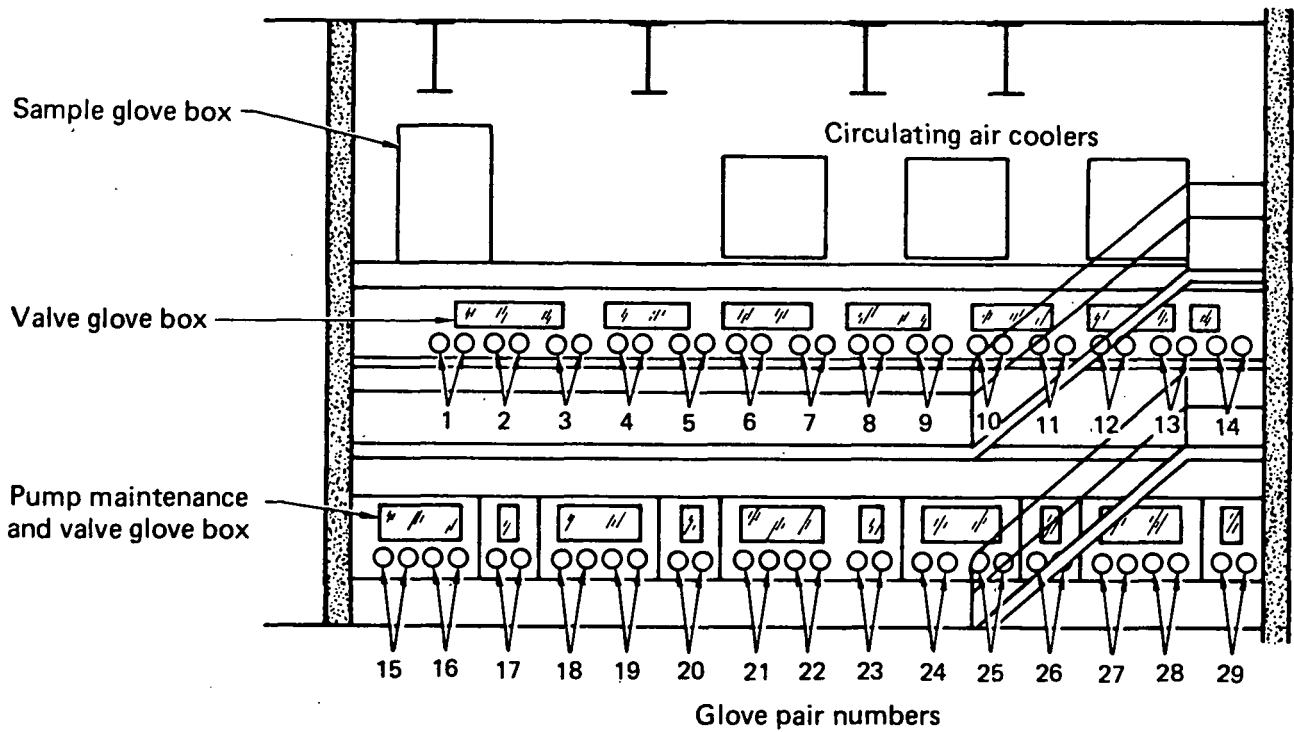 Sample glove box
Circulating air coolers
Valve glove box
1 2 3 4 5 6 7 8 9 10 11 12 13 14
Pump maintenance
and valve glove box
15 16 17 18 19 20 21 22 23 24 25 26 27 28 29
Glove pair numbers